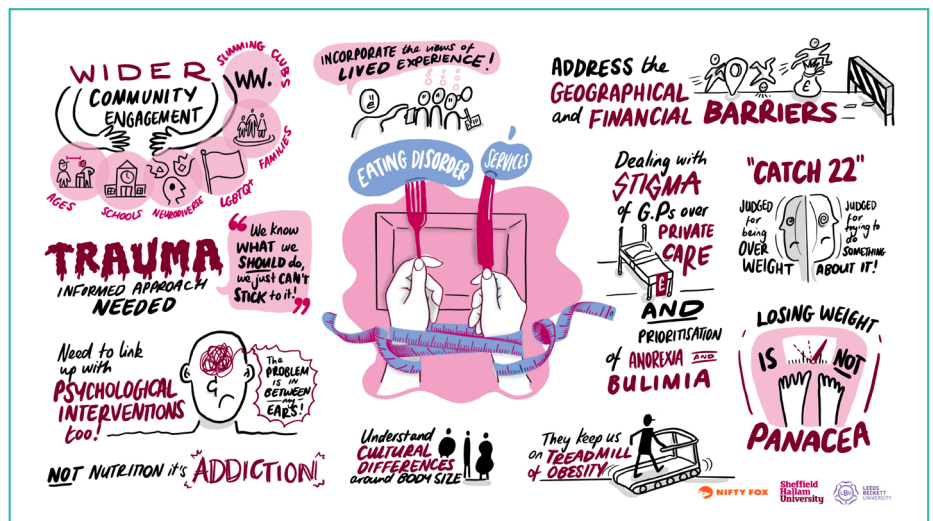 WIDER
COMMUNITY
ENGAGEMENT
SLIMMING CLUBS
WW.
FAMILIES
LGBTQ+
NEURODIVERSE
SCHOOLS
AGES
INCORPORATE the views of
LIVED EXPERIENCE!
EATING DISORDER
SERVICES
ADDRESS the
GEOGRAPHICAL
and FINANCIAL BARRIERS
£
Dealing with
STIGMA
of G.Ps over
PRIVATE
CARE
£
AND
PRIORITISATION
of ANOREXIA AND
BULIMIA
"CATCH 22"
JUDGED
for
being
OVER
WEIGHT
JUDGED
for
trying to
do
SOMETHING
ABOUT IT!
TRAUMA
INFORMED APPROACH
NEEDED
"We know
WHAT we
SHOULD do,
we just CAN'T
STICK to it!"
Need to link
up with
PSYCHOLOGICAL
INTERVENTIONS
too!
The
PROBLEM
IS IN
BETWEEN
my
EARS!
NOT NUTRITION it's ADDICTION!
Understand
CULTURAL
DIFFERENCES
around BODY SIZE
They keep us
on TREADMILL
of OBESITY
LOSING WEIGHT
IS NOT
PANACEA
NIFTY FOX
Sheffield
Hallam
University
LBU
LEEDS
BECKETT
UNIVERSITY